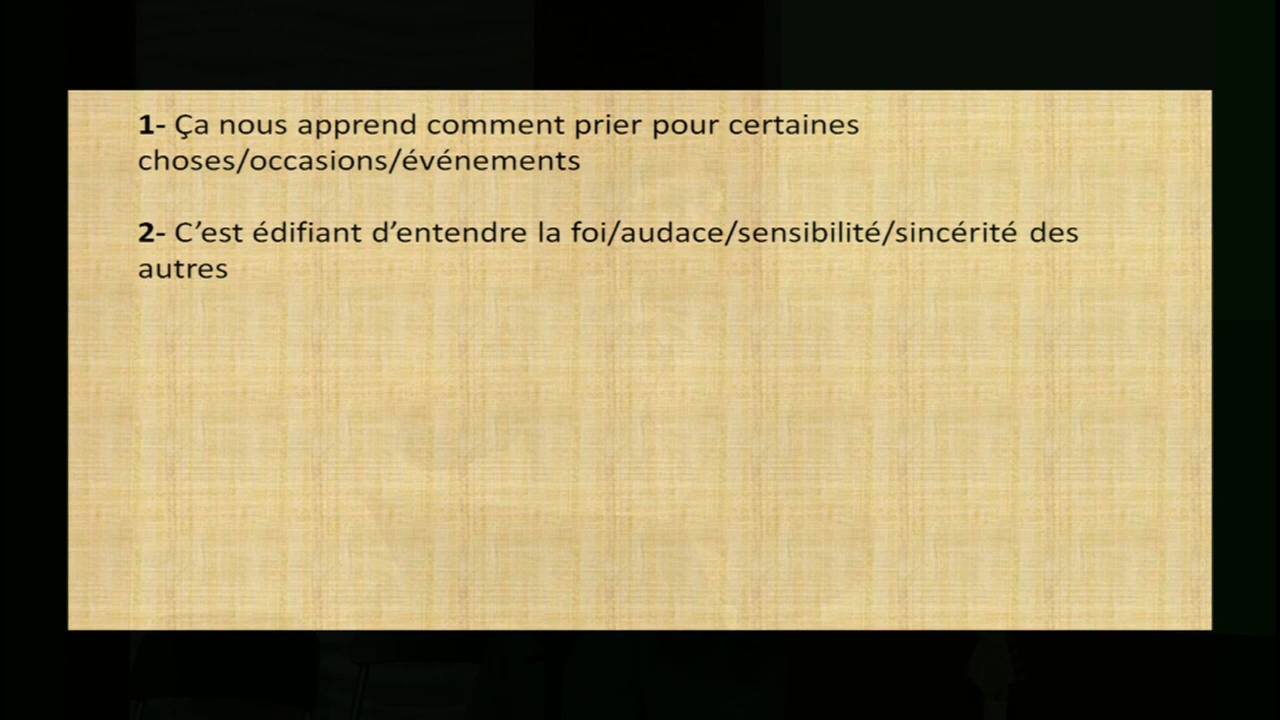 1- Ça nous apprend comment prier pour certaines
choses/occasions/événements
2- C’est édifiant d’entendre la foi/audace/sensibilité/sincérité des
autres